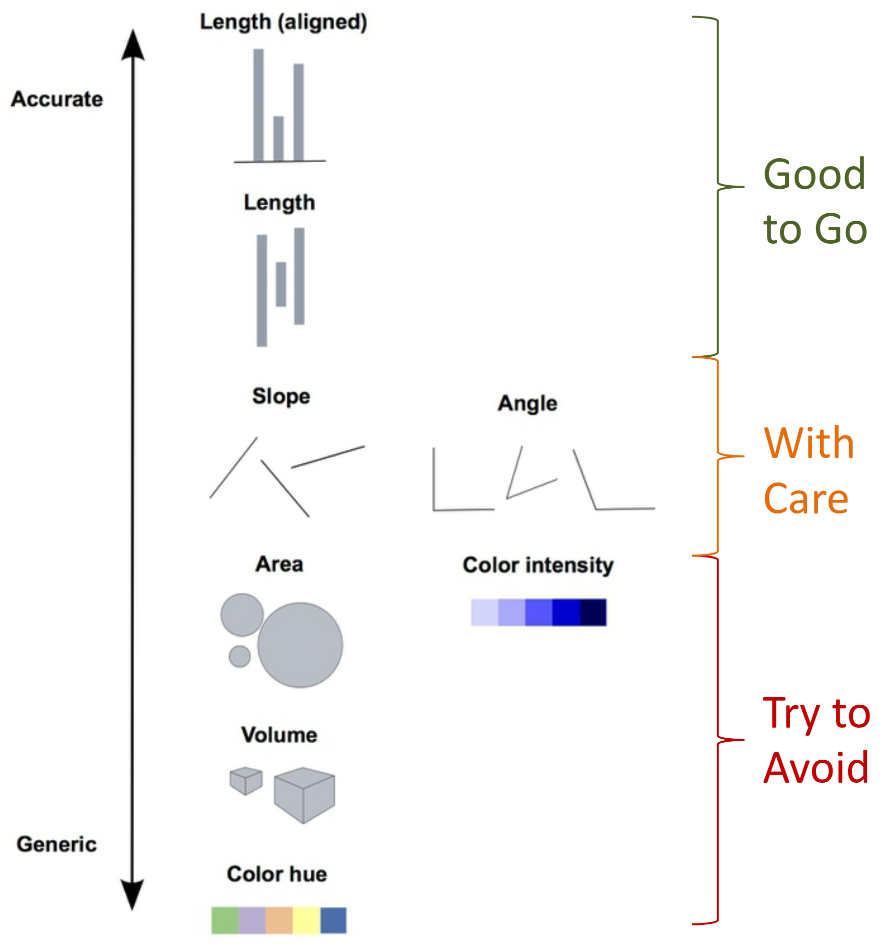 Length (aligned)
Accurate
Good
to Go
Length
Slope
Angle
With
Care
Area
Color intensity
Try to
Avoid
Volume
Generic
Color hue